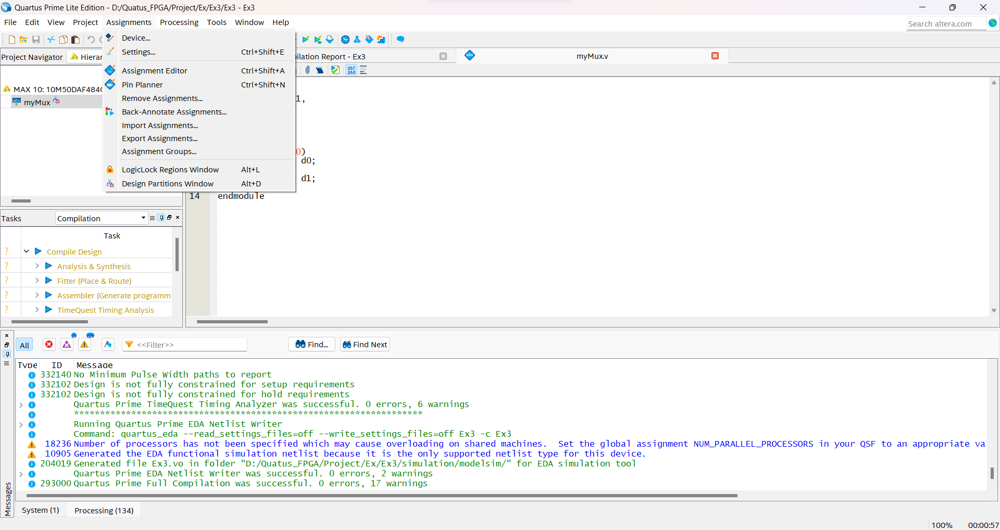 Quartus Prime Lite Edition - D:/Quatus_FPGA/Project/Ex/Ex3/Ex3 - Ex3
File Edit View Project Assignments Processing Tools Window Help
Search altera.com
Device...
Settings... Ctrl+Shift+E
Assignment Editor Ctrl+Shift+A
Pin Planner Ctrl+Shift+N
Remove Assignments...
Back-Annotate Assignments...
Import Assignments...
Export Assignments...
Assignment Groups...
LogicLock Regions Window Alt+L
Design Partitions Window Alt+D
Project Navigator Hierar
MAX 10: 10M50DAF484
myMux
pilation Report - Ex3
myMux.v
267
268
1,
0)
d0;
d1;
14 endmodule
Tasks Compilation
Task
? Compile Design
? Analysis & Synthesis
? Fitter (Place & Route)
? Assembler (Generate programm
? TimeQuest Timing Analysis
All <<Filter>> Find... Find Next
Type ID Message
332140 No Minimum Pulse Width paths to report
332102 Design is not fully constrained for setup requirements
332102 Design is not fully constrained for hold requirements
Quartus Prime TimeQuest Timing Analyzer was successful. 0 errors, 6 warnings
*******************************************************************
Running Quartus Prime EDA Netlist Writer
Command: quartus_eda --read_settings_files=off --write_settings_files=off Ex3 -c Ex3
18236 Number of processors has not been specified which may cause overloading on shared machines.  Set the global assignment NUM_PARALLEL_PROCESSORS in your QSF to an appropriate va
10905 Generated the EDA functional simulation netlist because it is the only supported netlist type for this device.
204019 Generated file Ex3.vo in folder "D:/Quatus_FPGA/Project/Ex/Ex3/simulation/modelsim/" for EDA simulation tool
Quartus Prime EDA Netlist Writer was successful. 0 errors, 2 warnings
293000 Quartus Prime Full Compilation was successful. 0 errors, 17 warnings
Messages
System (1) Processing (134)
100% 00:00:57